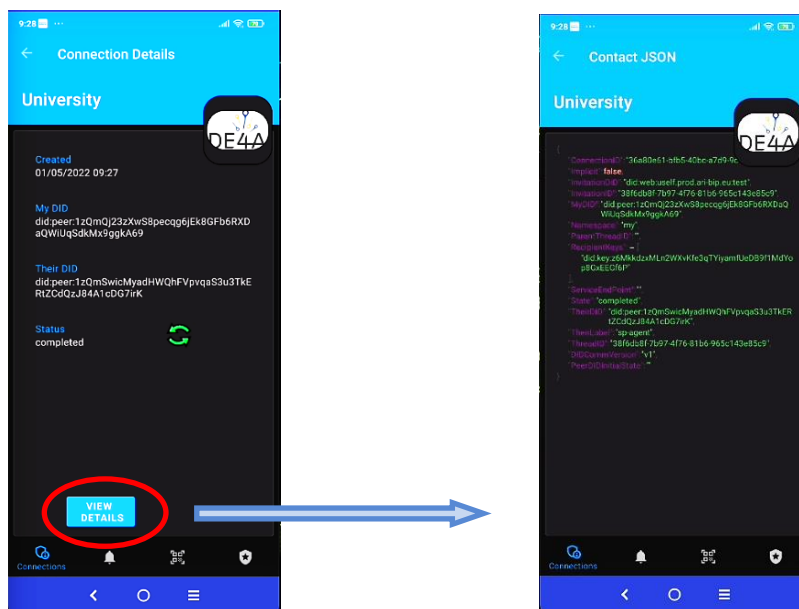 9:28
Connection Details
University
DE4A
Created
01/05/2022 09:27
My DID
did:peer:1zQmQj23zXwS8pecqg6jEk8GFb6RXD
aQWiUqSdkMx9ggkA69
Their DID
did:peer:1zQmSwicMyadHWQhFVpvqaS3u3TkE
RtZCdQzJ84A1cDG7irK
Status
completed
VIEW
DETAILS
Connections
9:28
Contact JSON
University
DE4A
{
"ConnectionID":"36a80e61-bfb5-40bc-a7d9-9c
"Implicit":false,
"InvitationDID":"did:web:uself.prod.ari-bip.eu:test",
"InvitationID":"38f6db8f-7b97-4f76-81b6-965c143e85c9",
"MyDID":"did:peer:1zQmQj23zXwS8pecqg6jEk8GFb6RXDaQ
WiUqSdkMx9ggkA69",
"Namespace":"my",
"ParentThreadID":"",
"RecipientKeys": – [
"did:key:z6MkkdzxMLn2WXvKfe3qTYiyamfUeDB9f1MdYo
p8GxEECf6P"
],
"ServiceEndPoint":"",
"State":"completed",
"TheirDID":"did:peer:1zQmSwicMyadHWQhFVpvqaS3u3TkER
tZCdQzJ84A1cDG7irK",
"TheirLabel":"sp-agent",
"ThreadID":"38f6db8f-7b97-4f76-81b6-965c143e85c9",
"DIDCommVersion":"v1",
"PeerDIDInitialState":""
}
Connections